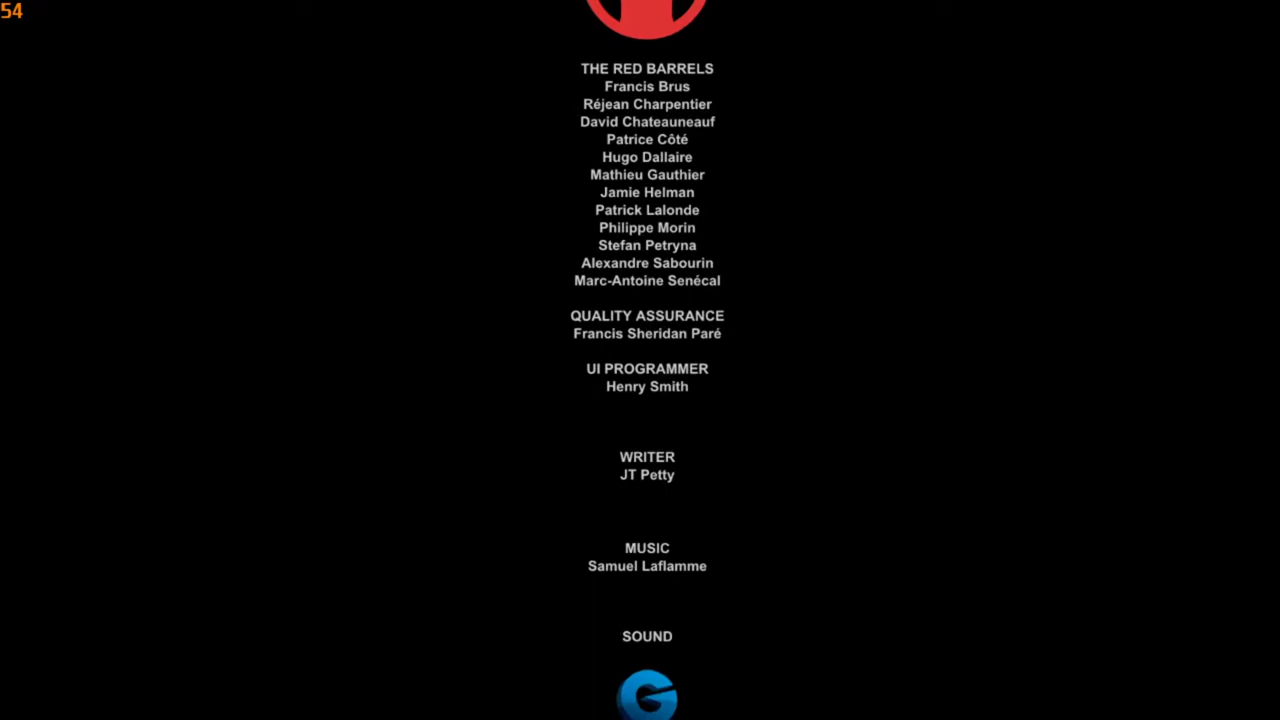 54
THE RED BARRELS
Francis Brus
Réjean Charpentier
David Chateauneuf
Patrice Côté
Hugo Dallaire
Mathieu Gauthier
Jamie Helman
Patrick Lalonde
Philippe Morin
Stefan Petryna
Alexandre Sabourin
Marc-Antoine Senécal
QUALITY ASSURANCE
Francis Sheridan Paré
UI PROGRAMMER
Henry Smith
WRITER
JT Petty
MUSIC
Samuel Laflamme
SOUND
G